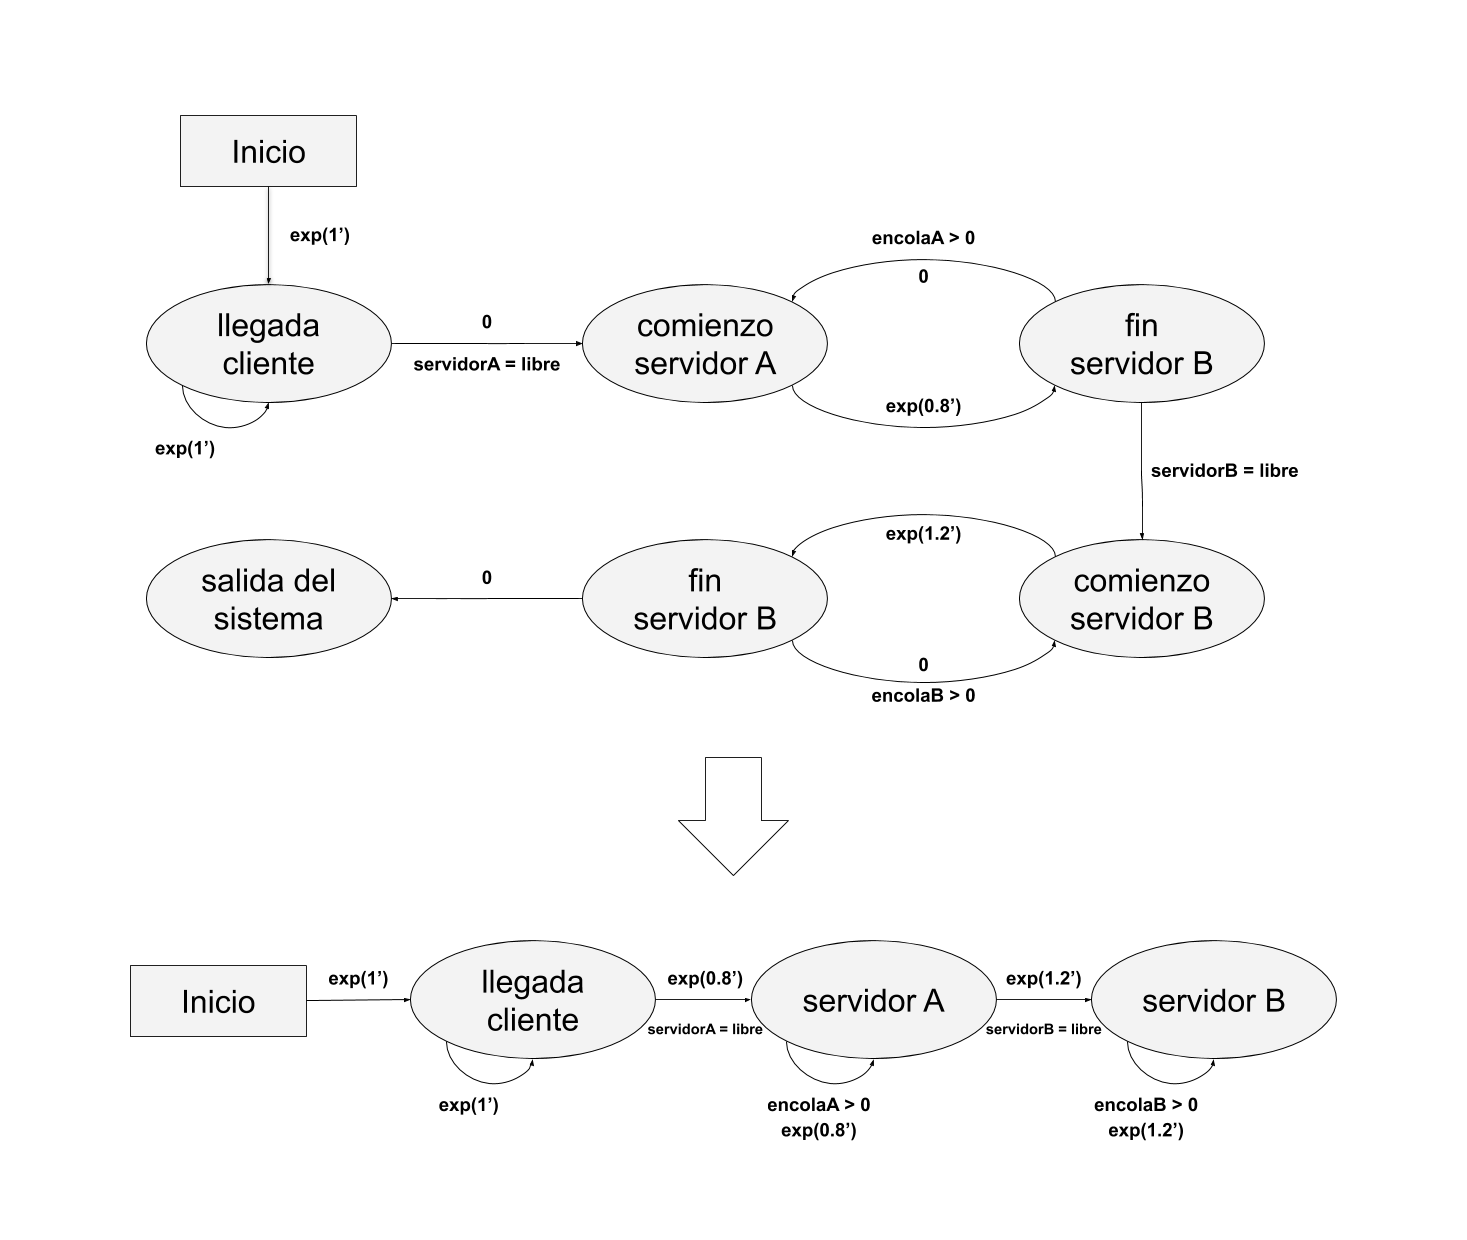 Inicio
exp(1’)
encolaA > 0
0
llegada
cliente
0
servidorA = libre
comienzo
servidor A
fin
servidor B
exp(0.8’)
exp(1’)
servidorB = libre
exp(1.2’)
salida del
sistema
0
fin
servidor B
comienzo
servidor B
0
encolaB > 0
Inicio
exp(1’)
llegada
cliente
exp(0.8’)
servidorA = libre
servidor A
exp(1.2’)
servidorB = libre
servidor B
exp(1’)
encolaA > 0
exp(0.8’)
encolaB > 0
exp(1.2’)